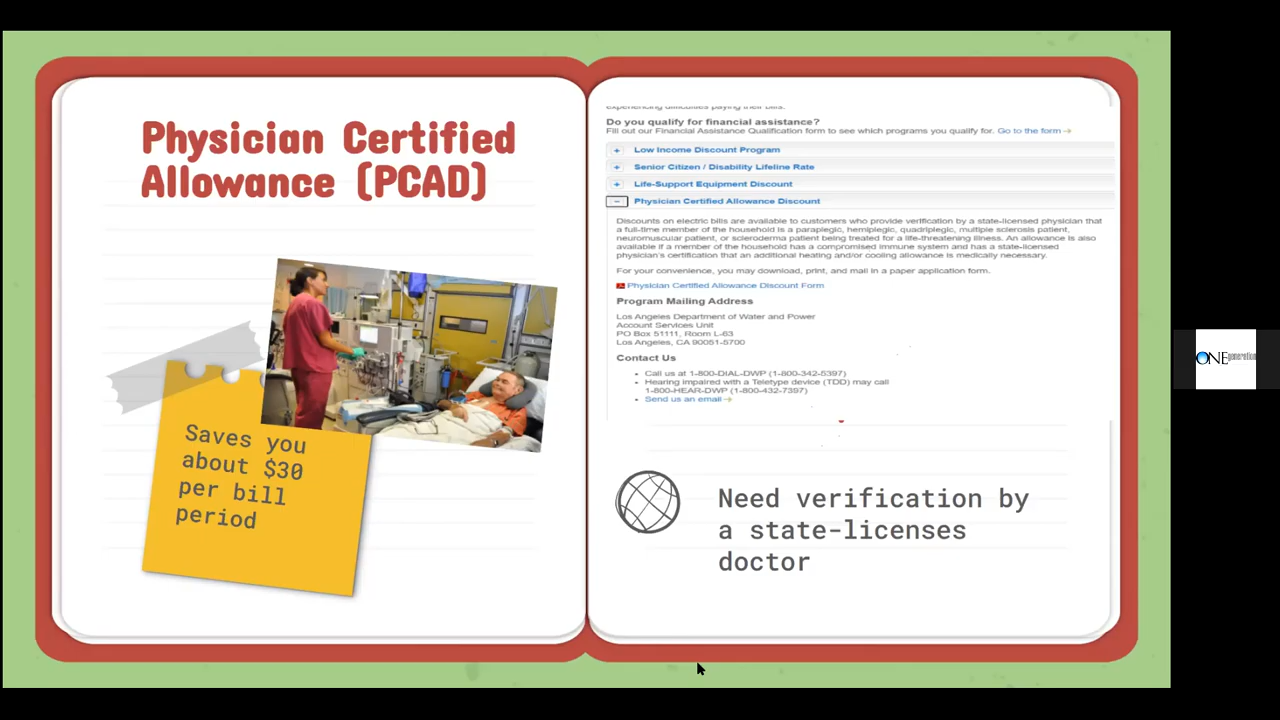 Physician Certified
Allowance (PCAD)
Saves you
about $30
per bill
period
experiencing difficulties paying their bills.
Do you qualify for financial assistance?
Fill out our Financial Assistance Qualification form to see which programs you qualify for. Go to the form →
+ Low Income Discount Program
+ Senior Citizen / Disability Lifeline Rate
+ Life-Support Equipment Discount
− Physician Certified Allowance Discount
Discounts on electric bills are available to customers who provide verification by a state-licensed physician that
a full-time member of the household is a paraplegic, hemiplegic, quadriplegic, multiple sclerosis patient,
neuromuscular patient, or scleroderma patient being treated for a life-threatening illness. An allowance is also
available if a member of the household has a compromised immune system and has a state-licensed
physician's certification that an additional heating and/or cooling allowance is medically necessary.
For your convenience, you may download, print, and mail in a paper application form.
Physician Certified Allowance Discount Form
Program Mailing Address
Los Angeles Department of Water and Power
Account Services Unit
PO Box 51111, Room L-63
Los Angeles, CA 90051-5700
Contact Us
• Call us at 1-800-DIAL-DWP (1-800-342-5397)
• Hearing impaired with a Teletype device (TDD) may call
1-800-HEAR-DWP (1-800-432-7397)
• Send us an email →
Need verification by
a state-licenses
doctor
ONEgeneration